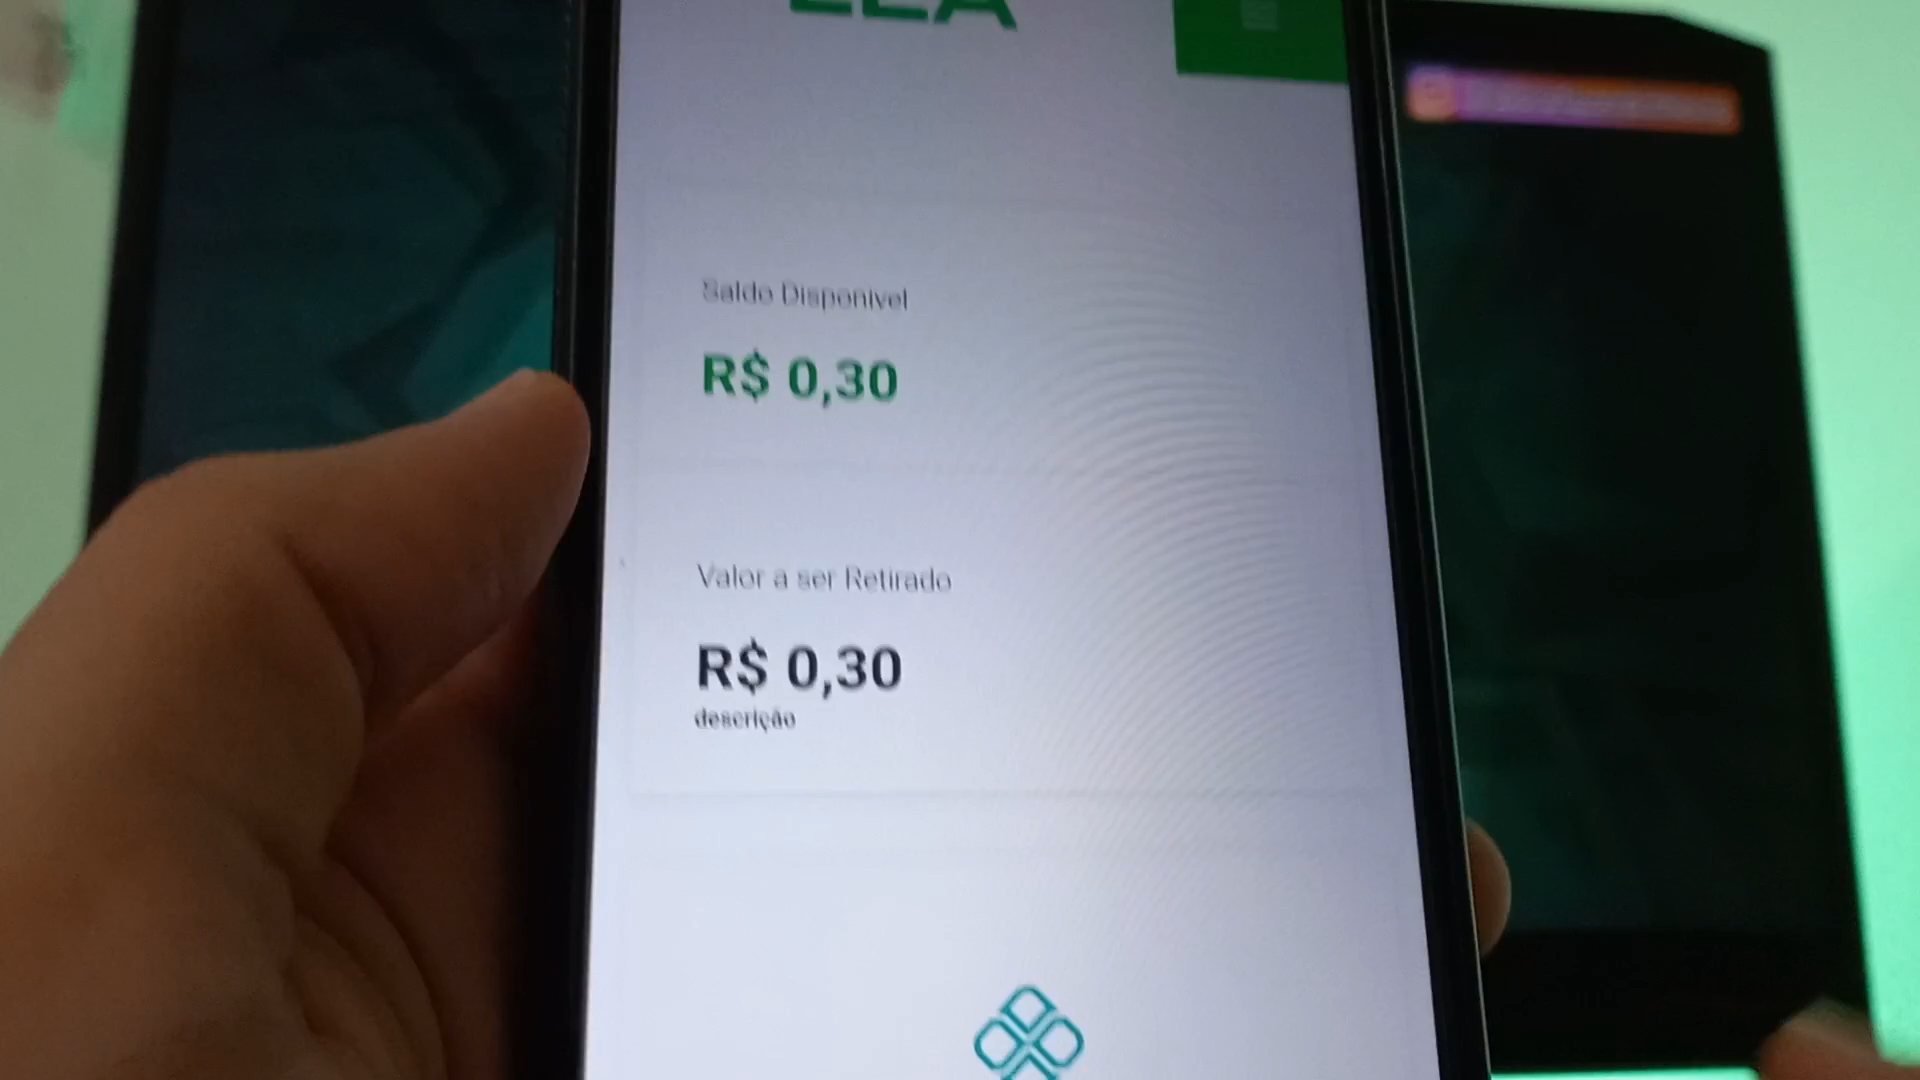 Saldo Disponivel
R$ 0,30
Valor a ser Retirado
R$ 0,30
descrição